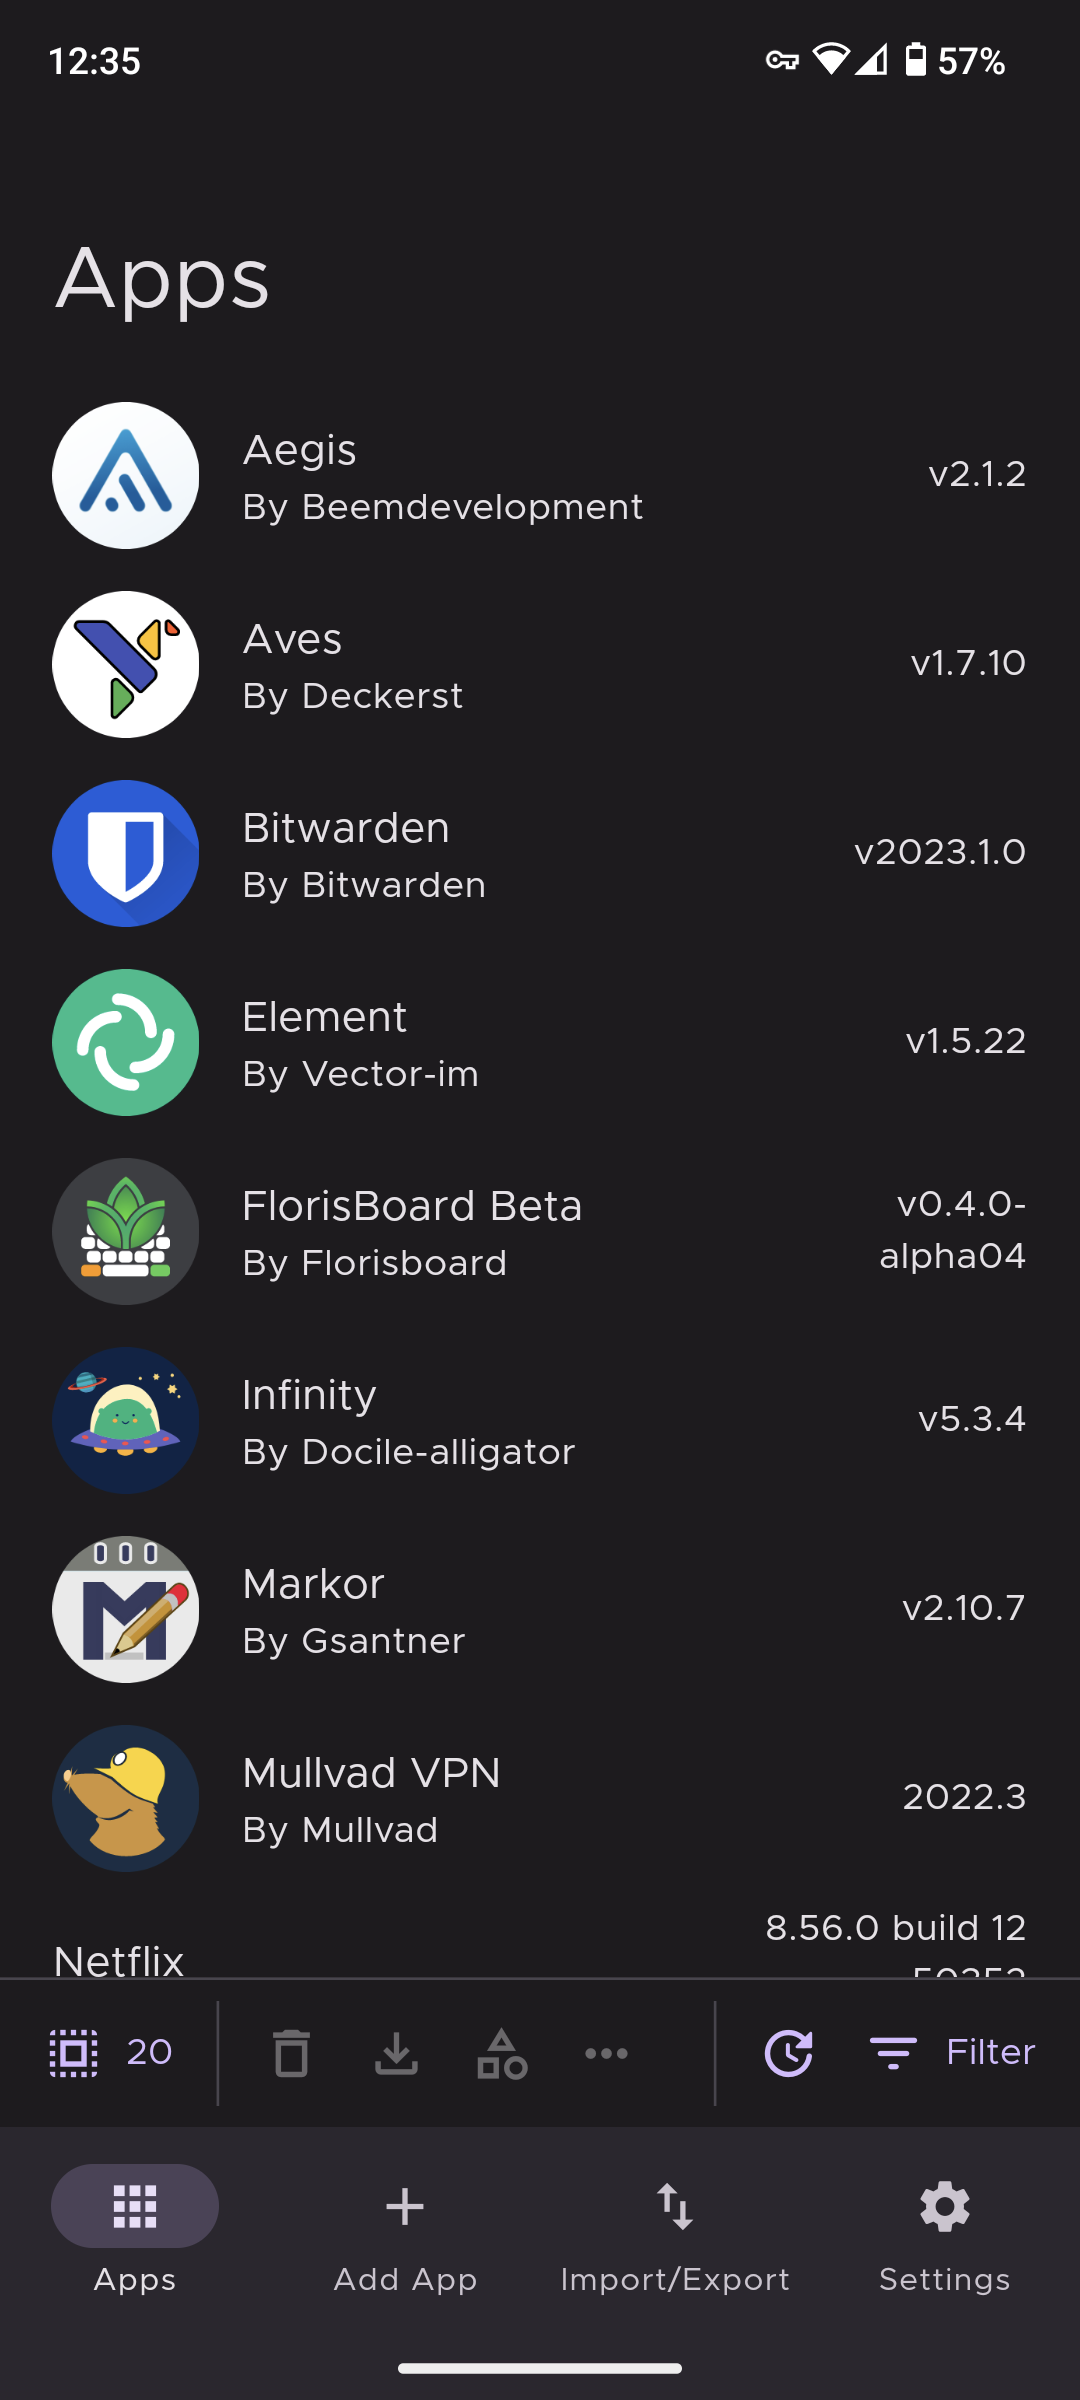 12:35
57%
Apps
Aegis
By Beemdevelopment
v2.1.2
Aves
By Deckerst
v1.7.10
Bitwarden
By Bitwarden
v2023.1.0
Element
By Vector-im
v1.5.22
FlorisBoard Beta
By Florisboard
v0.4.0-
alpha04
Infinity
By Docile-alligator
v5.3.4
Markor
By Gsantner
v2.10.7
Mullvad VPN
By Mullvad
2022.3
Netflix
8.56.0 build 12
20
Filter
Apps
Add App
Import/Export
Settings